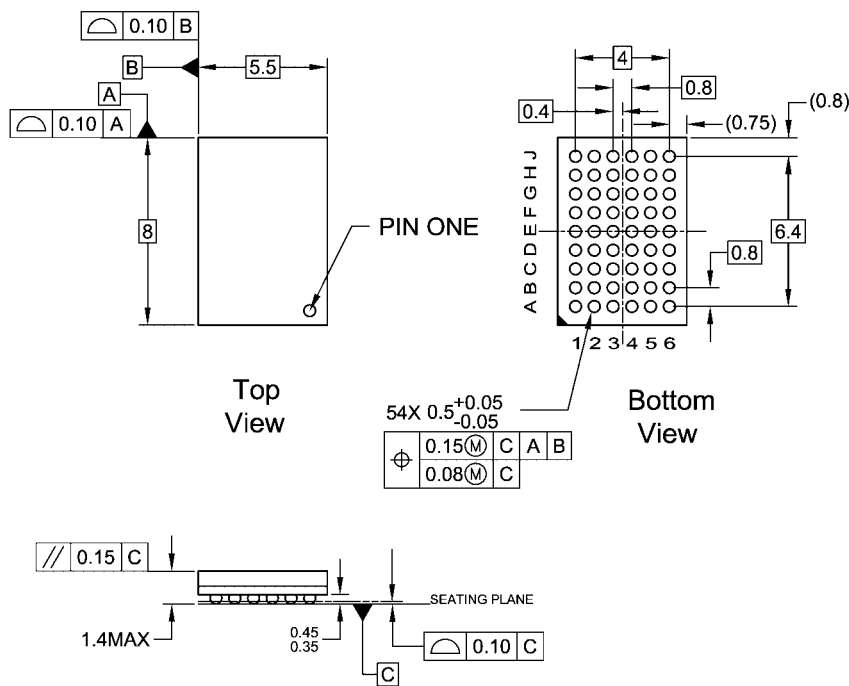 0.10 B
B
5.5
A
0.10 A
8
PIN ONE
Top
View
4
0.8
0.4
(0.75)
(0.8)
6.4
0.8
J
H
G
F
E
D
C
B
A
1 2 3 4 5 6
54X 0.5 +0.05
-0.05
0.15 Ⓜ C A B
0.08 Ⓜ C
Bottom
View
// 0.15 C
1.4MAX
0.45
0.35
SEATING PLANE
0.10 C
C